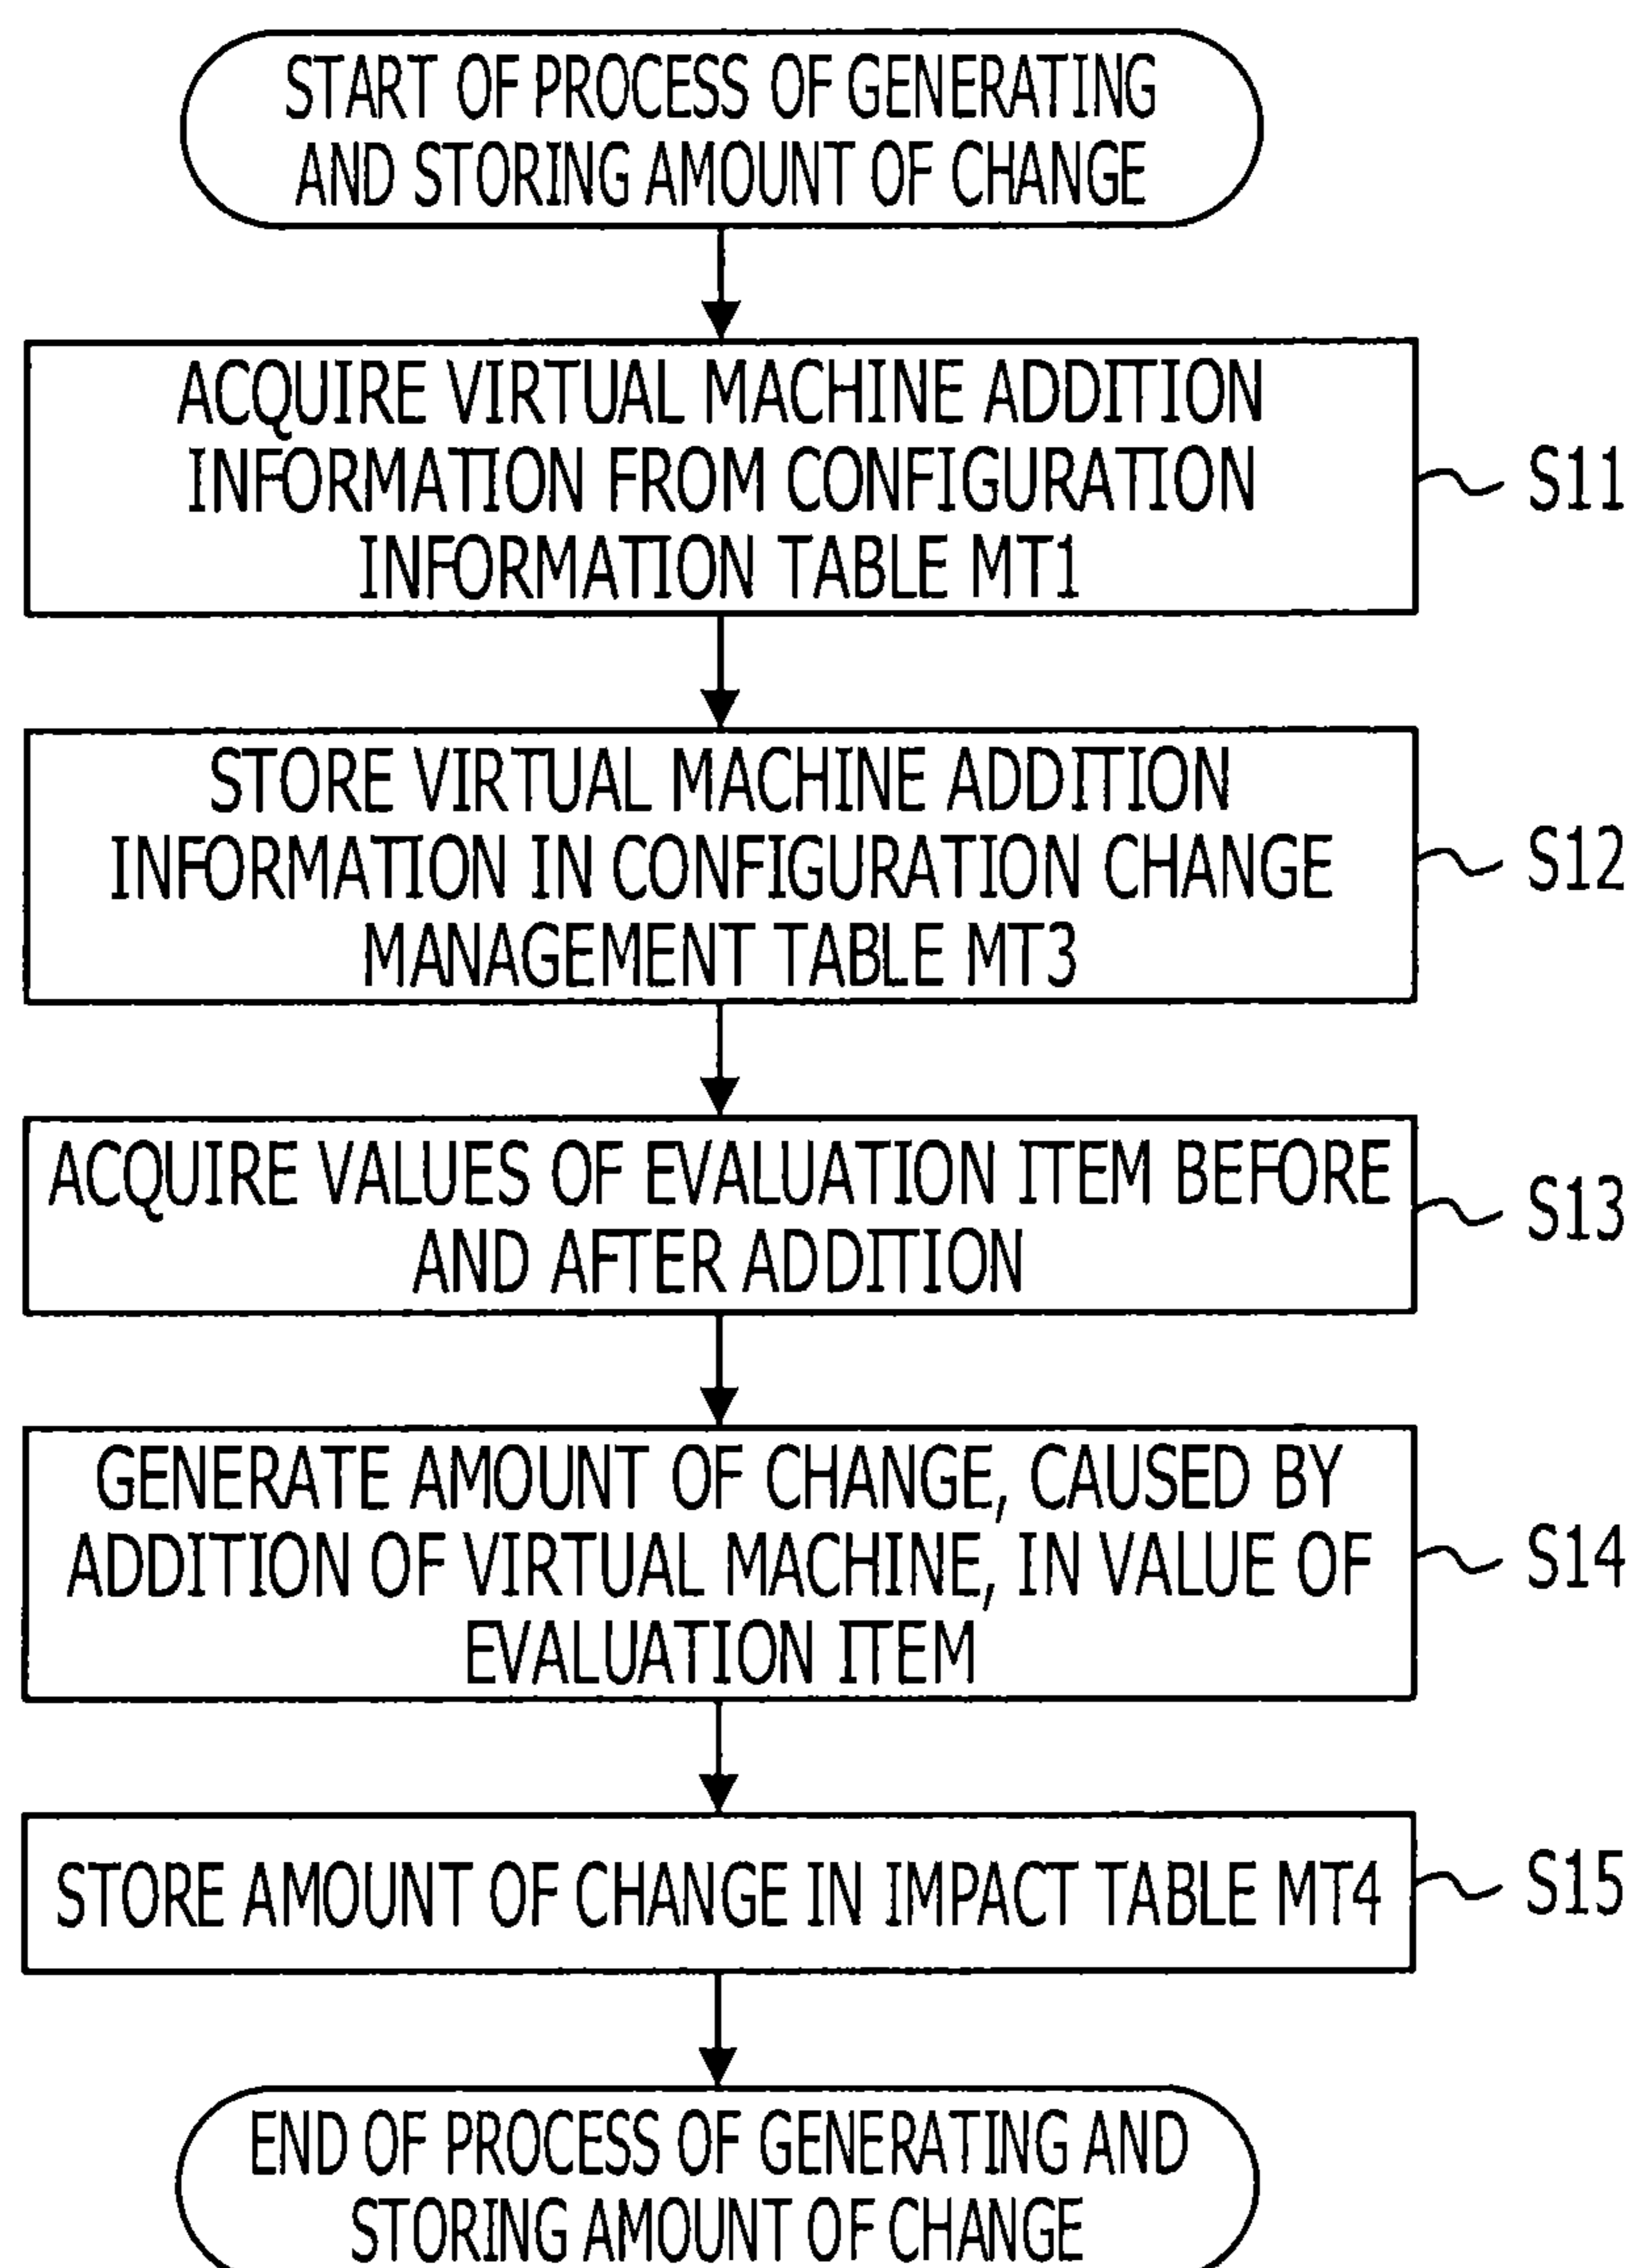 START OF PROCESS OF GENERATING
AND STORING AMOUNT OF CHANGE
ACQUIRE VIRTUAL MACHINE ADDITION
INFORMATION FROM CONFIGURATION
INFORMATION TABLE MT1
S11
STORE VIRTUAL MACHINE ADDITION
INFORMATION IN CONFIGURATION CHANGE
MANAGEMENT TABLE MT3
S12
ACQUIRE VALUES OF EVALUATION ITEM BEFORE
AND AFTER ADDITION
S13
GENERATE AMOUNT OF CHANGE, CAUSED BY
ADDITION OF VIRTUAL MACHINE, IN VALUE OF
EVALUATION ITEM
S14
STORE AMOUNT OF CHANGE IN IMPACT TABLE MT4
S15
END OF PROCESS OF GENERATING AND
STORING AMOUNT OF CHANGE